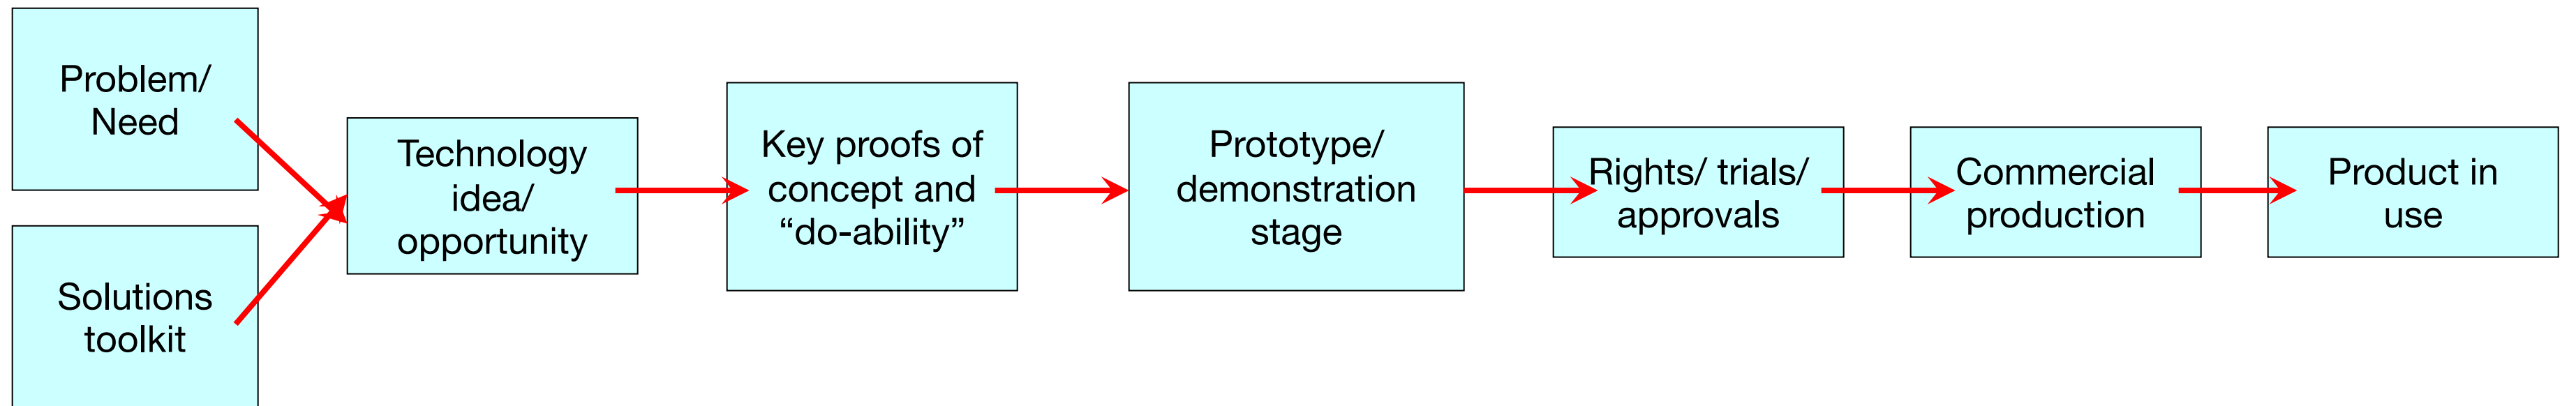 Problem/
Need
Solutions
toolkit
Technology
idea/
opportunity
Key proofs of
concept and
“do-ability”
Prototype/
demonstration
stage
Rights/ trials/
approvals
Commercial
production
Product in
use